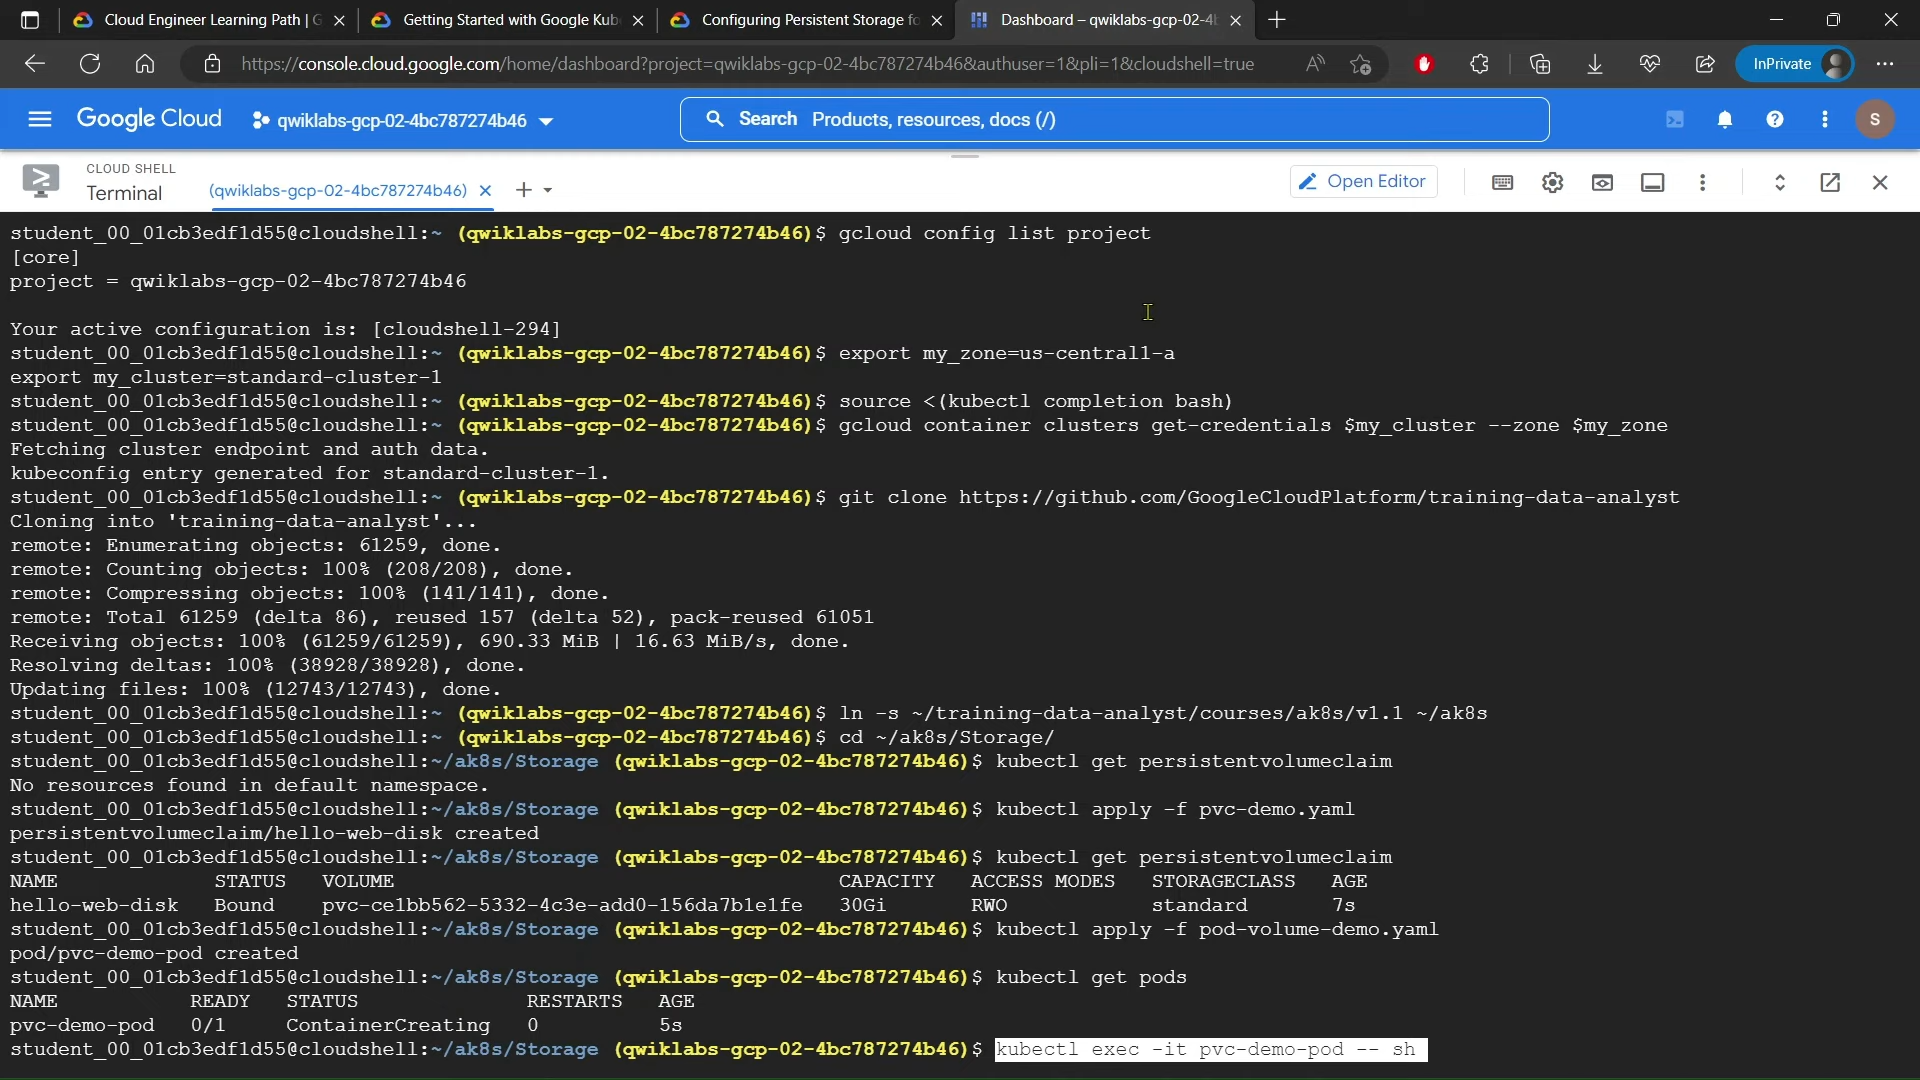 Cloud Engineer Learning Path | G
Getting Started with Google Kub
Configuring Persistent Storage fo
Dashboard – qwiklabs-gcp-02-4b
https://console.cloud.google.com/home/dashboard?project=qwiklabs-gcp-02-4bc787274b46&authuser=1&pli=1&cloudshell=true
InPrivate
Google Cloud
qwiklabs-gcp-02-4bc787274b46
Search Products, resources, docs (/)
S
CLOUD SHELL
Terminal
(qwiklabs-gcp-02-4bc787274b46)
Open Editor
student_00_01cb3edf1d55@cloudshell:~ (qwiklabs-gcp-02-4bc787274b46)$ gcloud config list project
[core]
project = qwiklabs-gcp-02-4bc787274b46
Your active configuration is: [cloudshell-294]
student_00_01cb3edf1d55@cloudshell:~ (qwiklabs-gcp-02-4bc787274b46)$ export my_zone=us-central1-a
export my_cluster=standard-cluster-1
student_00_01cb3edf1d55@cloudshell:~ (qwiklabs-gcp-02-4bc787274b46)$ source <(kubectl completion bash)
student_00_01cb3edf1d55@cloudshell:~ (qwiklabs-gcp-02-4bc787274b46)$ gcloud container clusters get-credentials $my_cluster --zone $my_zone
Fetching cluster endpoint and auth data.
kubeconfig entry generated for standard-cluster-1.
student_00_01cb3edf1d55@cloudshell:~ (qwiklabs-gcp-02-4bc787274b46)$ git clone https://github.com/GoogleCloudPlatform/training-data-analyst
Cloning into 'training-data-analyst'...
remote: Enumerating objects: 61259, done.
remote: Counting objects: 100% (208/208), done.
remote: Compressing objects: 100% (141/141), done.
remote: Total 61259 (delta 86), reused 157 (delta 52), pack-reused 61051
Receiving objects: 100% (61259/61259), 690.33 MiB | 16.63 MiB/s, done.
Resolving deltas: 100% (38928/38928), done.
Updating files: 100% (12743/12743), done.
student_00_01cb3edf1d55@cloudshell:~ (qwiklabs-gcp-02-4bc787274b46)$ ln -s ~/training-data-analyst/courses/ak8s/v1.1 ~/ak8s
student_00_01cb3edf1d55@cloudshell:~ (qwiklabs-gcp-02-4bc787274b46)$ cd ~/ak8s/Storage/
student_00_01cb3edf1d55@cloudshell:~/ak8s/Storage (qwiklabs-gcp-02-4bc787274b46)$ kubectl get persistentvolumeclaim
No resources found in default namespace.
student_00_01cb3edf1d55@cloudshell:~/ak8s/Storage (qwiklabs-gcp-02-4bc787274b46)$ kubectl apply -f pvc-demo.yaml
persistentvolumeclaim/hello-web-disk created
student_00_01cb3edf1d55@cloudshell:~/ak8s/Storage (qwiklabs-gcp-02-4bc787274b46)$ kubectl get persistentvolumeclaim
NAME STATUS VOLUME CAPACITY ACCESS MODES STORAGECLASS AGE
hello-web-disk Bound pvc-ce1bb562-5332-4c3e-add0-156da7b1e1fe 30Gi RWO standard 7s
student_00_01cb3edf1d55@cloudshell:~/ak8s/Storage (qwiklabs-gcp-02-4bc787274b46)$ kubectl apply -f pod-volume-demo.yaml
pod/pvc-demo-pod created
student_00_01cb3edf1d55@cloudshell:~/ak8s/Storage (qwiklabs-gcp-02-4bc787274b46)$ kubectl get pods
NAME READY STATUS RESTARTS AGE
pvc-demo-pod 0/1 ContainerCreating 0 5s
student_00_01cb3edf1d55@cloudshell:~/ak8s/Storage (qwiklabs-gcp-02-4bc787274b46)$ kubectl exec -it pvc-demo-pod -- sh